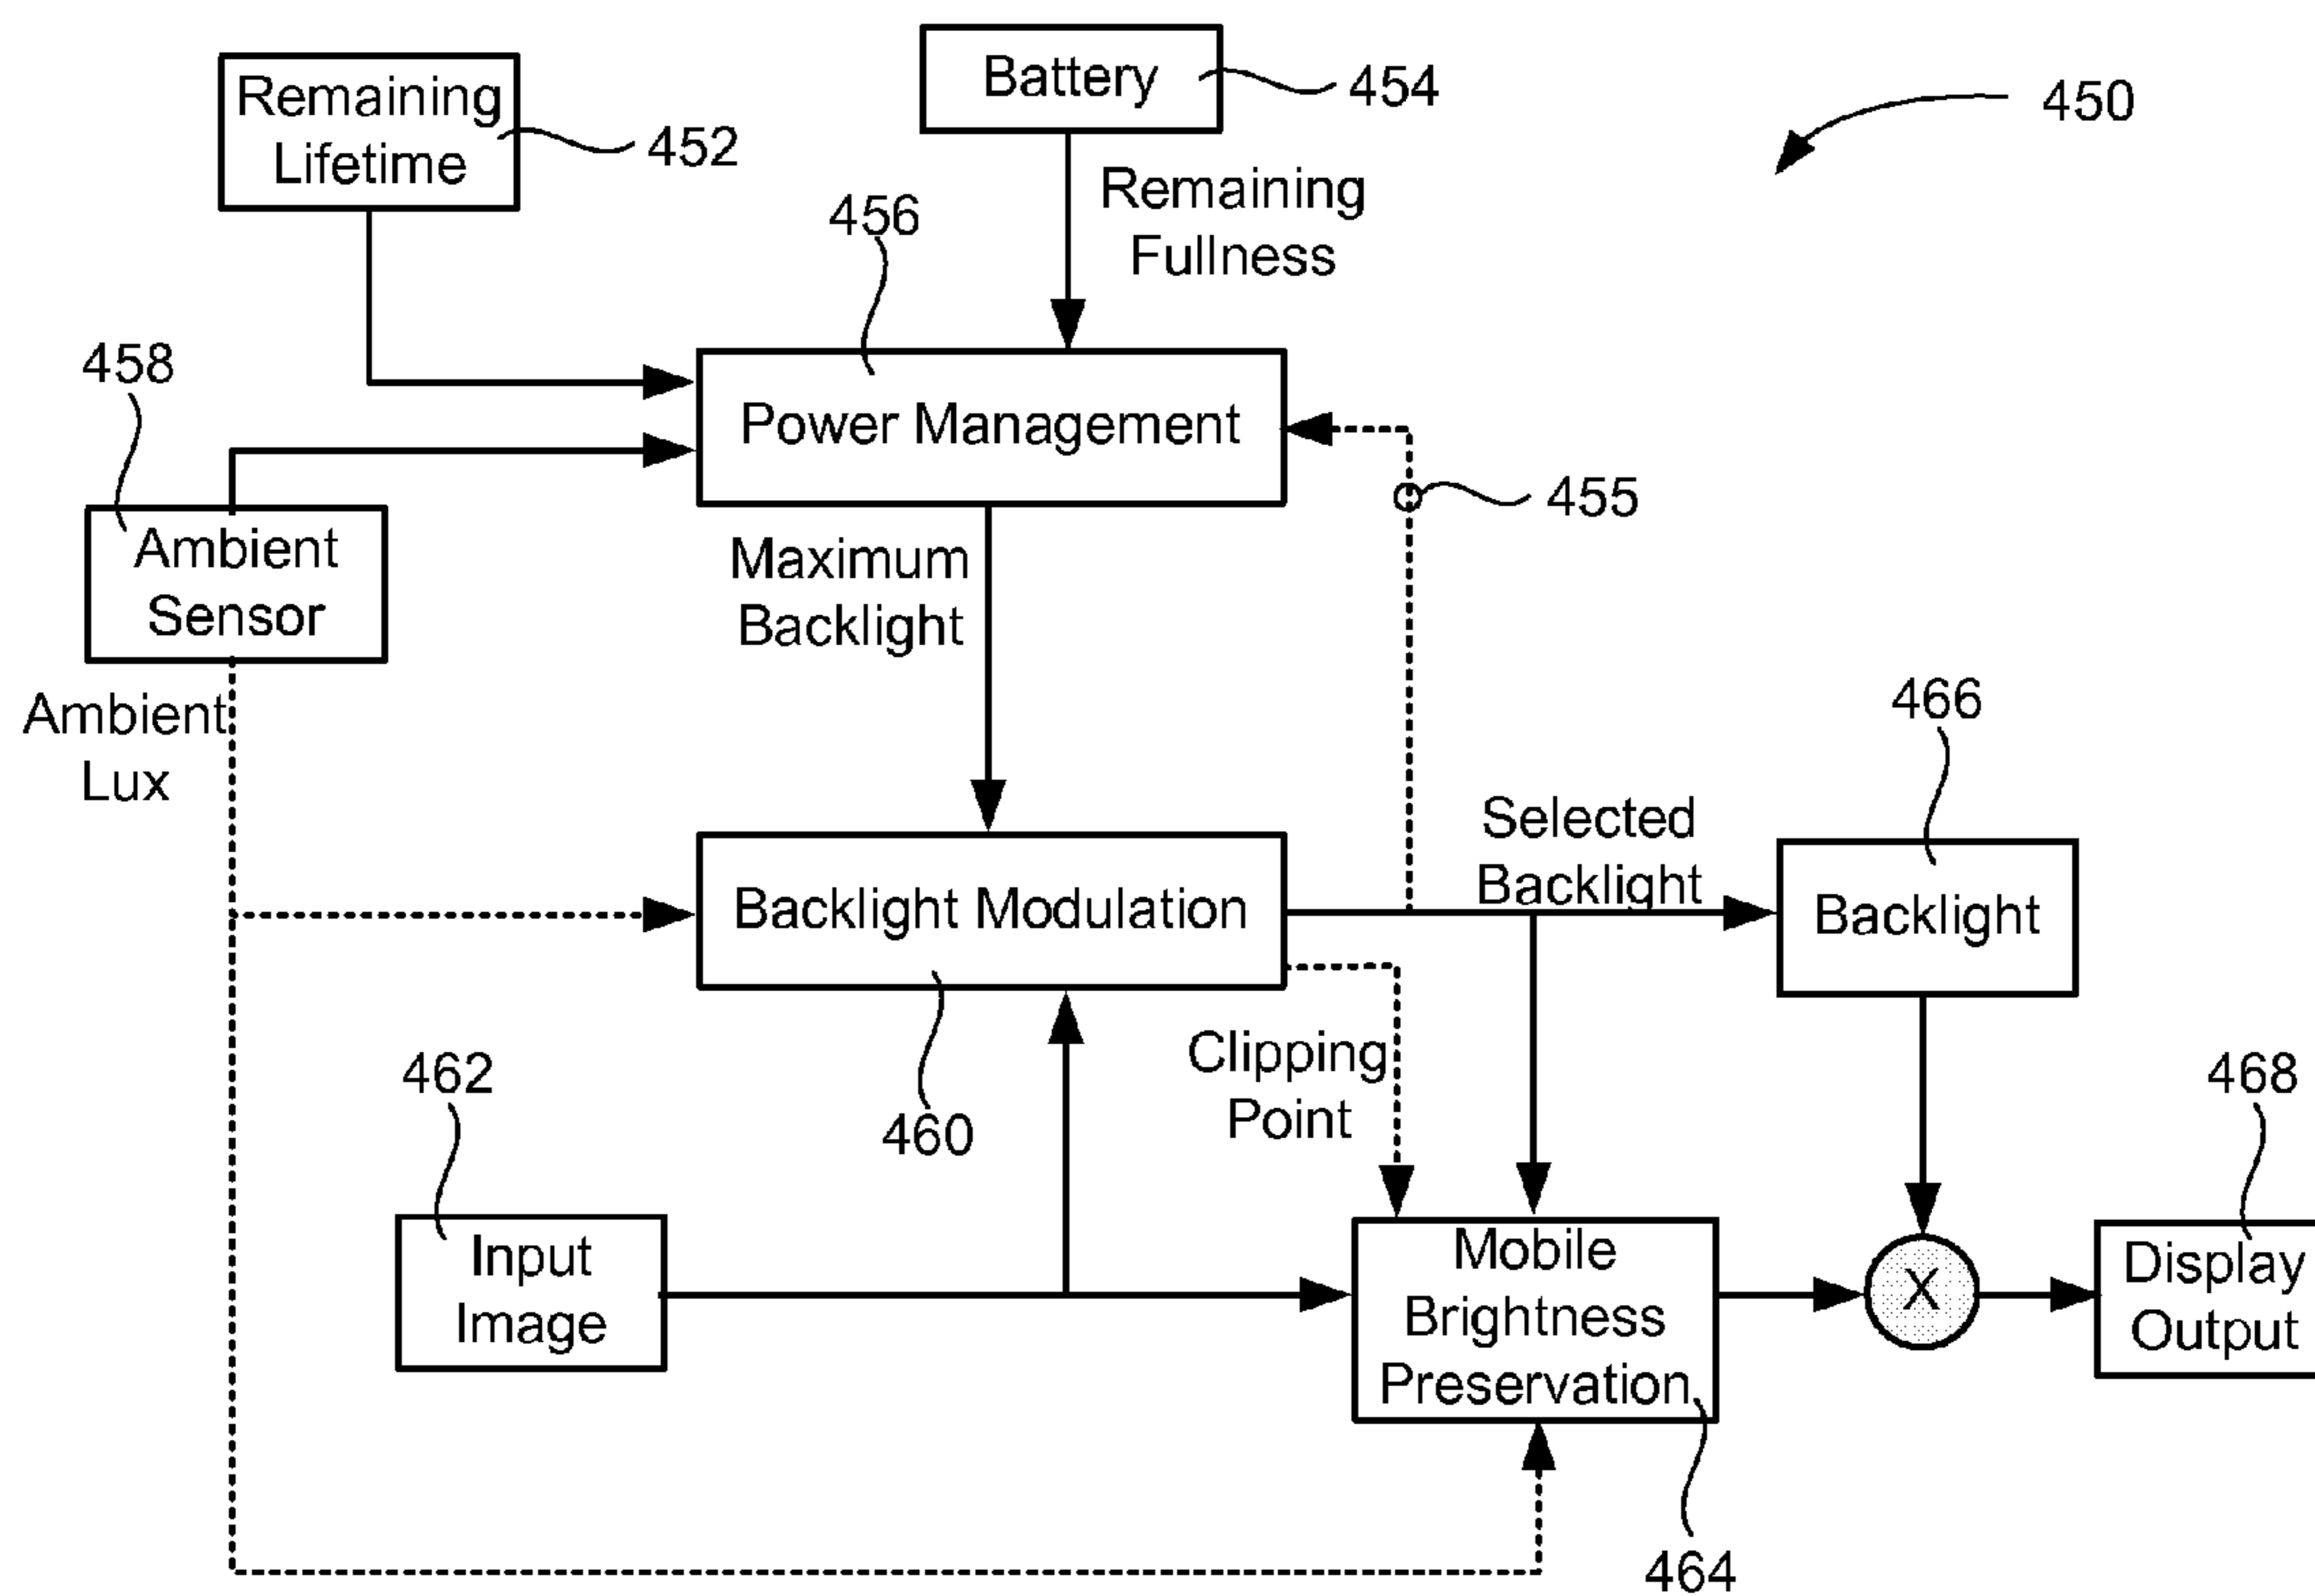 Battery
454
450
Remaining
Lifetime
452
Remaining
Fullness
456
458
Power Management
455
Ambient
Sensor
Maximum
Backlight
Ambient
Lux
466
Selected
Backlight
Backlight Modulation
Backlight
Clipping
Point
462
460
468
Input
Image
Mobile
Brightness
Preservation
X
Display
Output
464